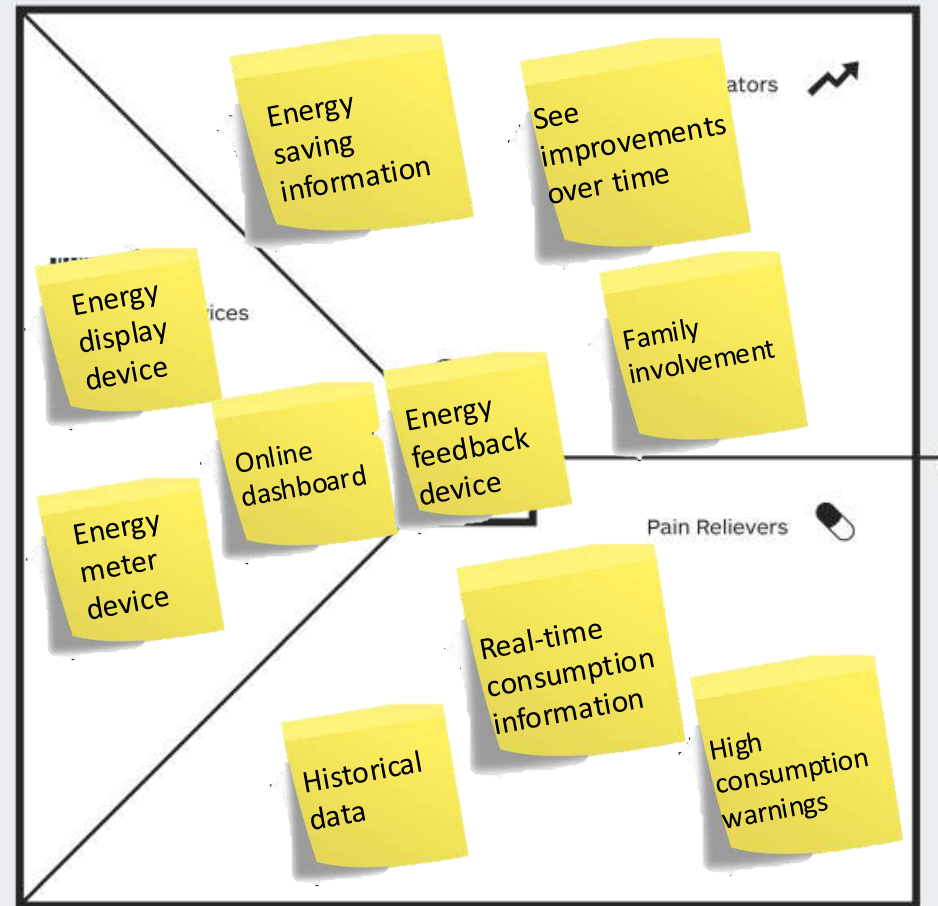 Energy
saving
information
See
improvements
over time
ators
Energy
display
device
ices
Family
involvement
Energy
feedback
device
Online
dashboard
Energy
meter
device
Pain Relievers
Real-time
consumption
information
High
consumption
warnings
Historical
data